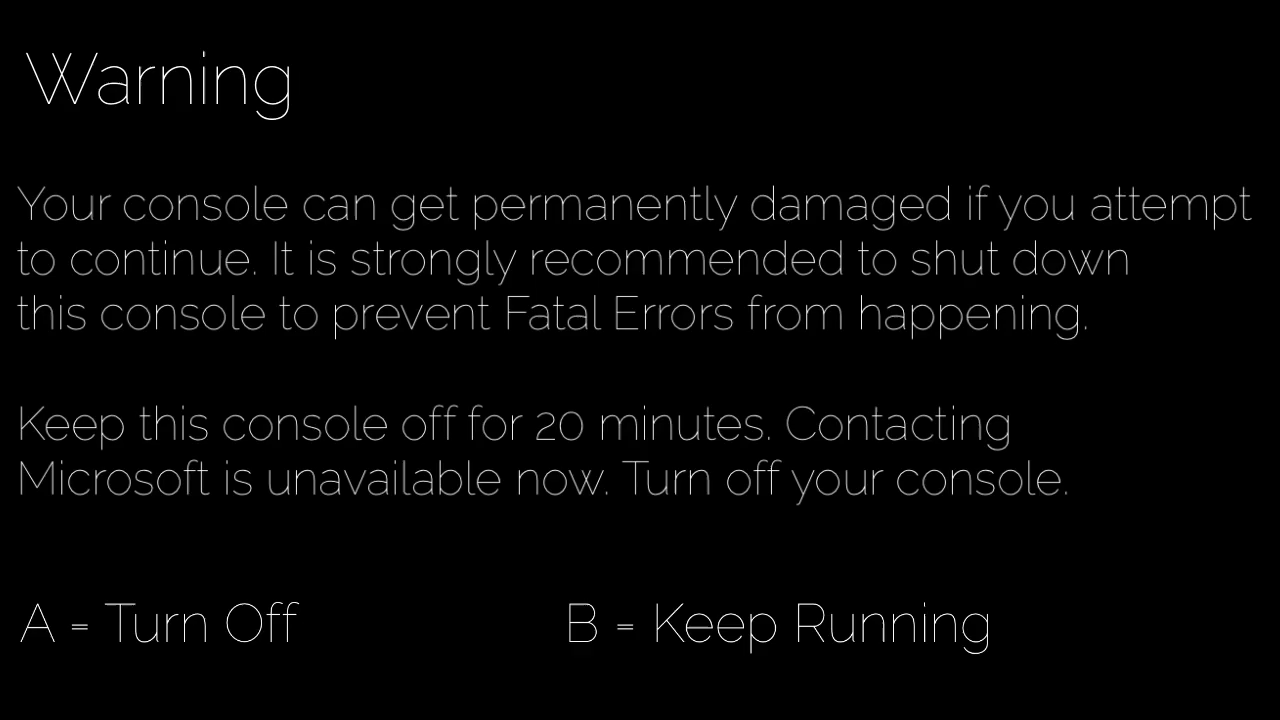 Warning
Your console can get permanently damaged if you attempt
to continue. It is strongly recommended to shut down
this console to prevent Fatal Errors from happening.
Keep this console off for 20 minutes. Contacting
Microsoft is unavailable now. Turn off your console.
A = Turn Off B = Keep Running